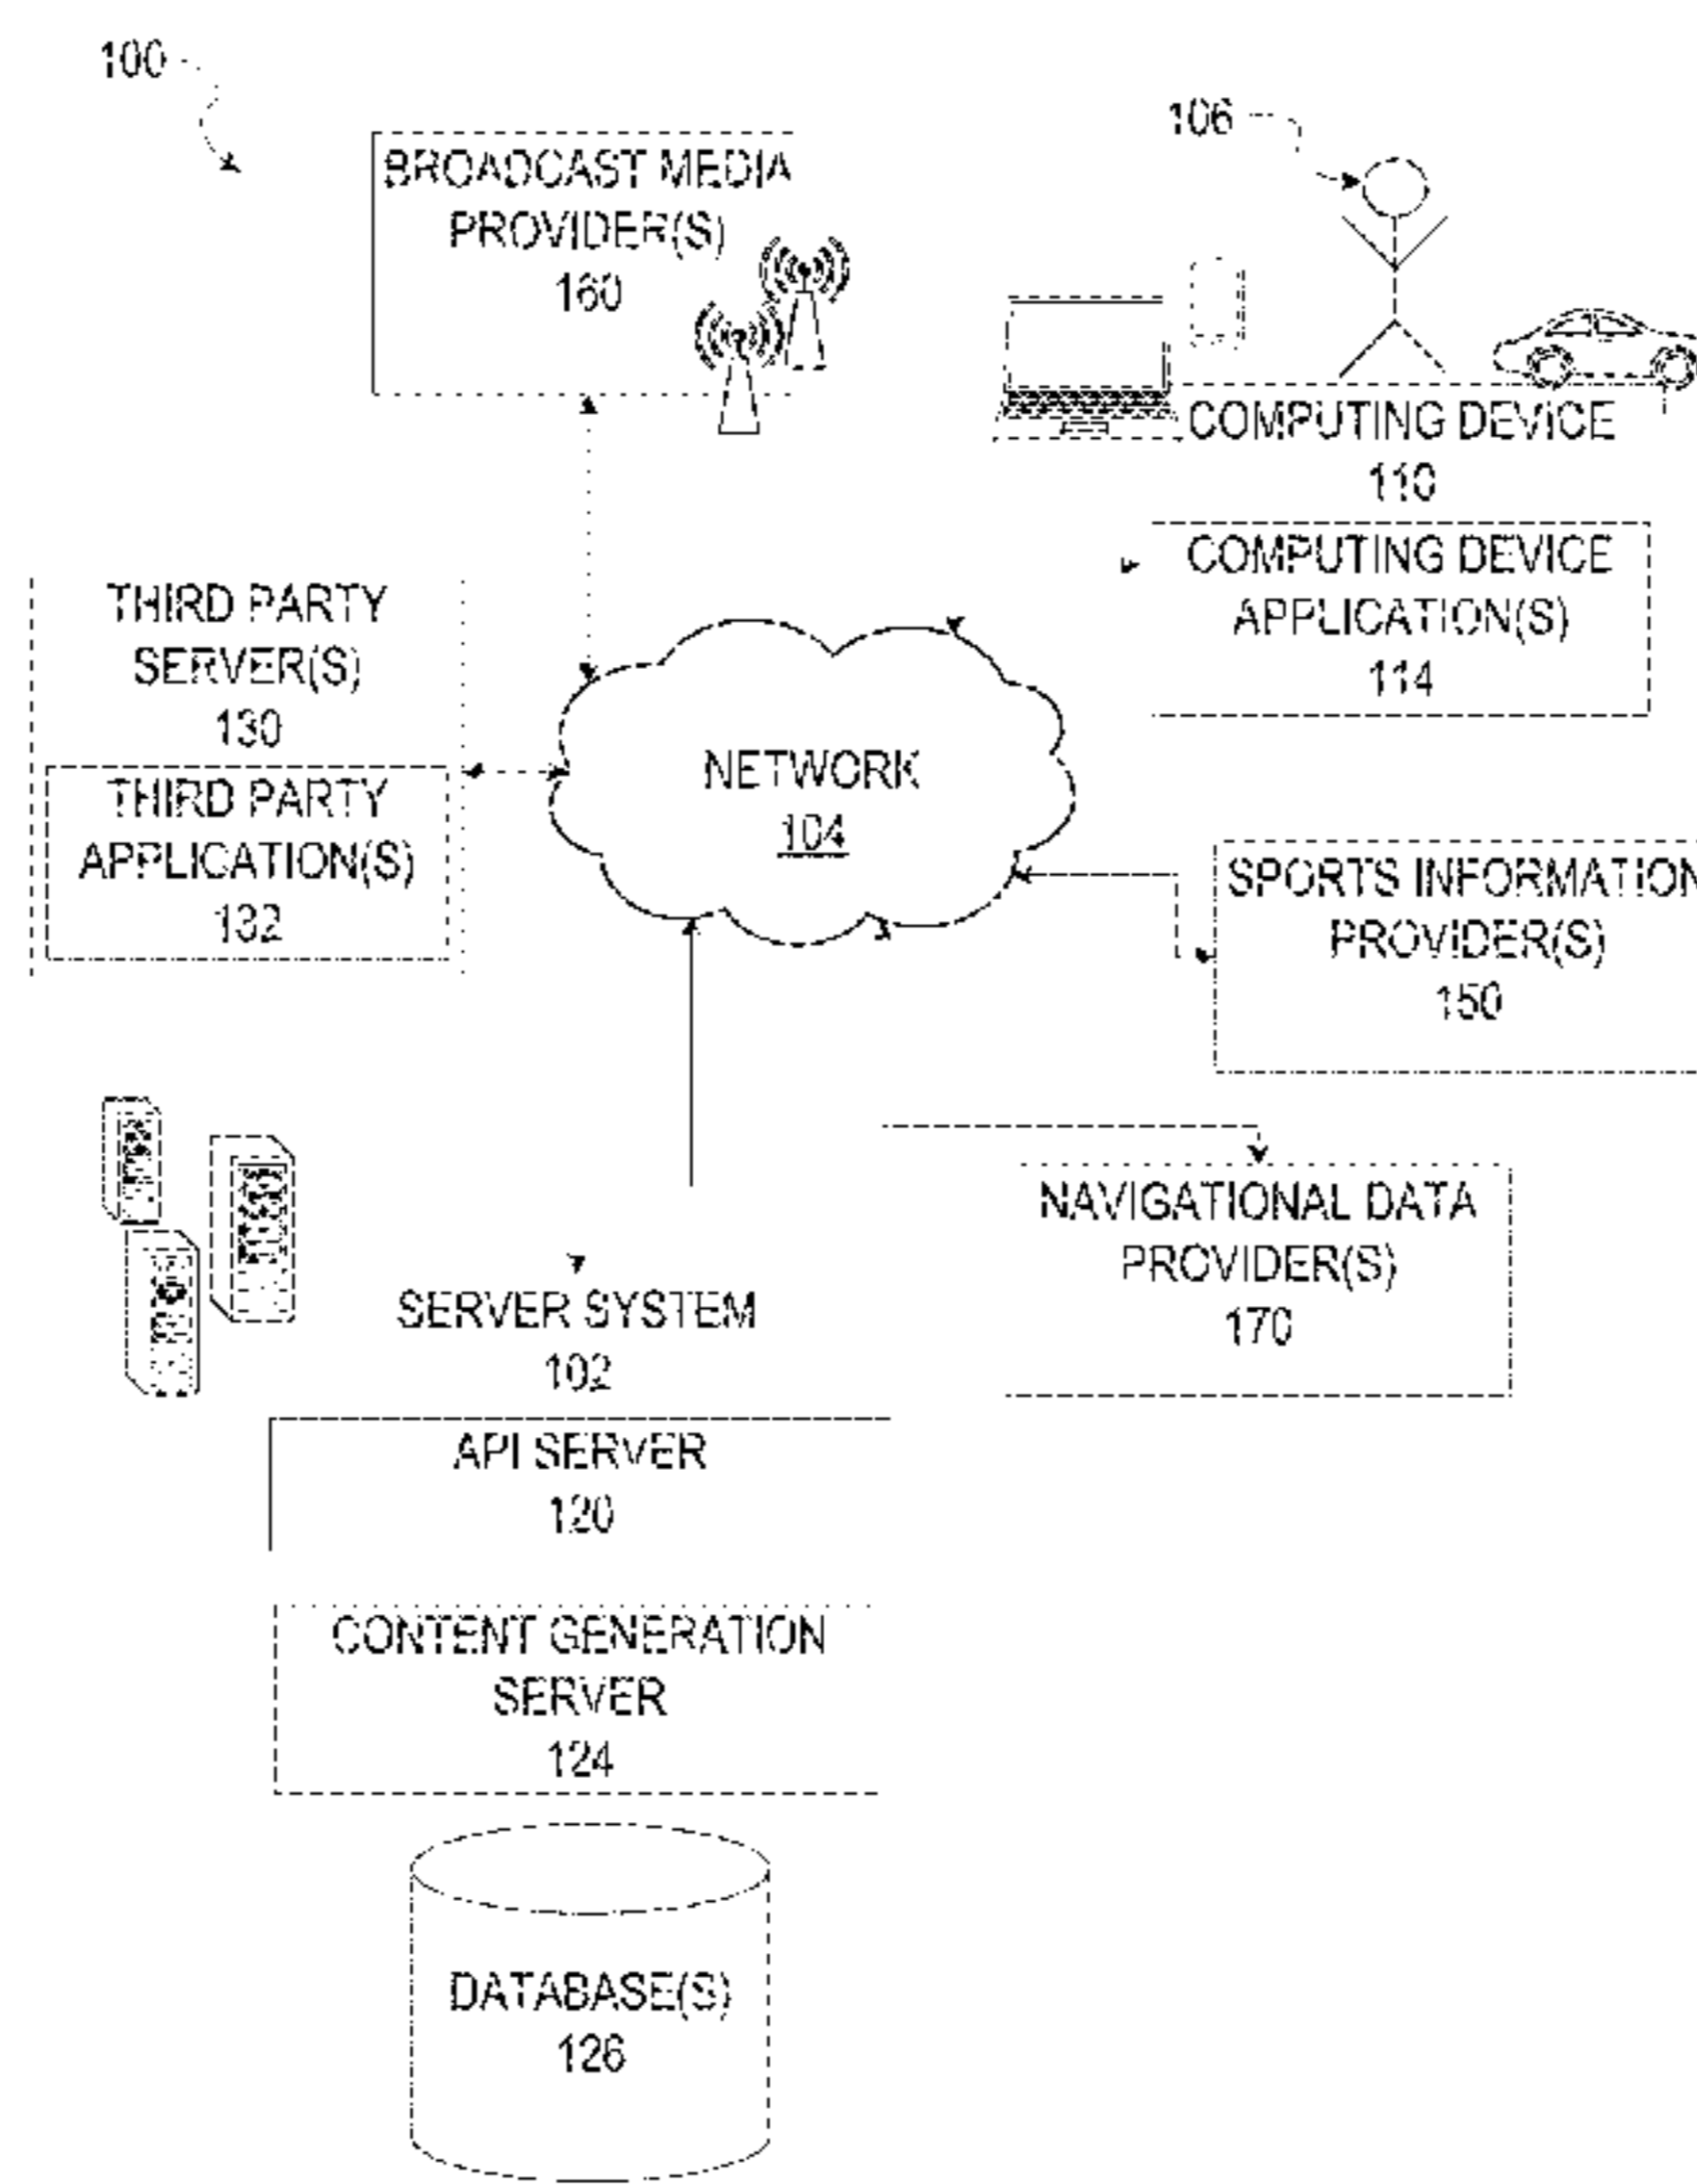 100
106
BROADCAST MEDIA
PROVIDER(S)
160
COMPUTING DEVICE
110
COMPUTING DEVICE
APPLICATION(S)
114
THIRD PARTY
SERVER(S)
130
THIRD PARTY
APPLICATION(S)
132
NETWORK
104
SPORTS INFORMATION
PROVIDER(S)
150
NAVIGATIONAL DATA
PROVIDER(S)
170
SERVER SYSTEM
102
API SERVER
120
CONTENT GENERATION
SERVER
124
DATABASE(S)
126